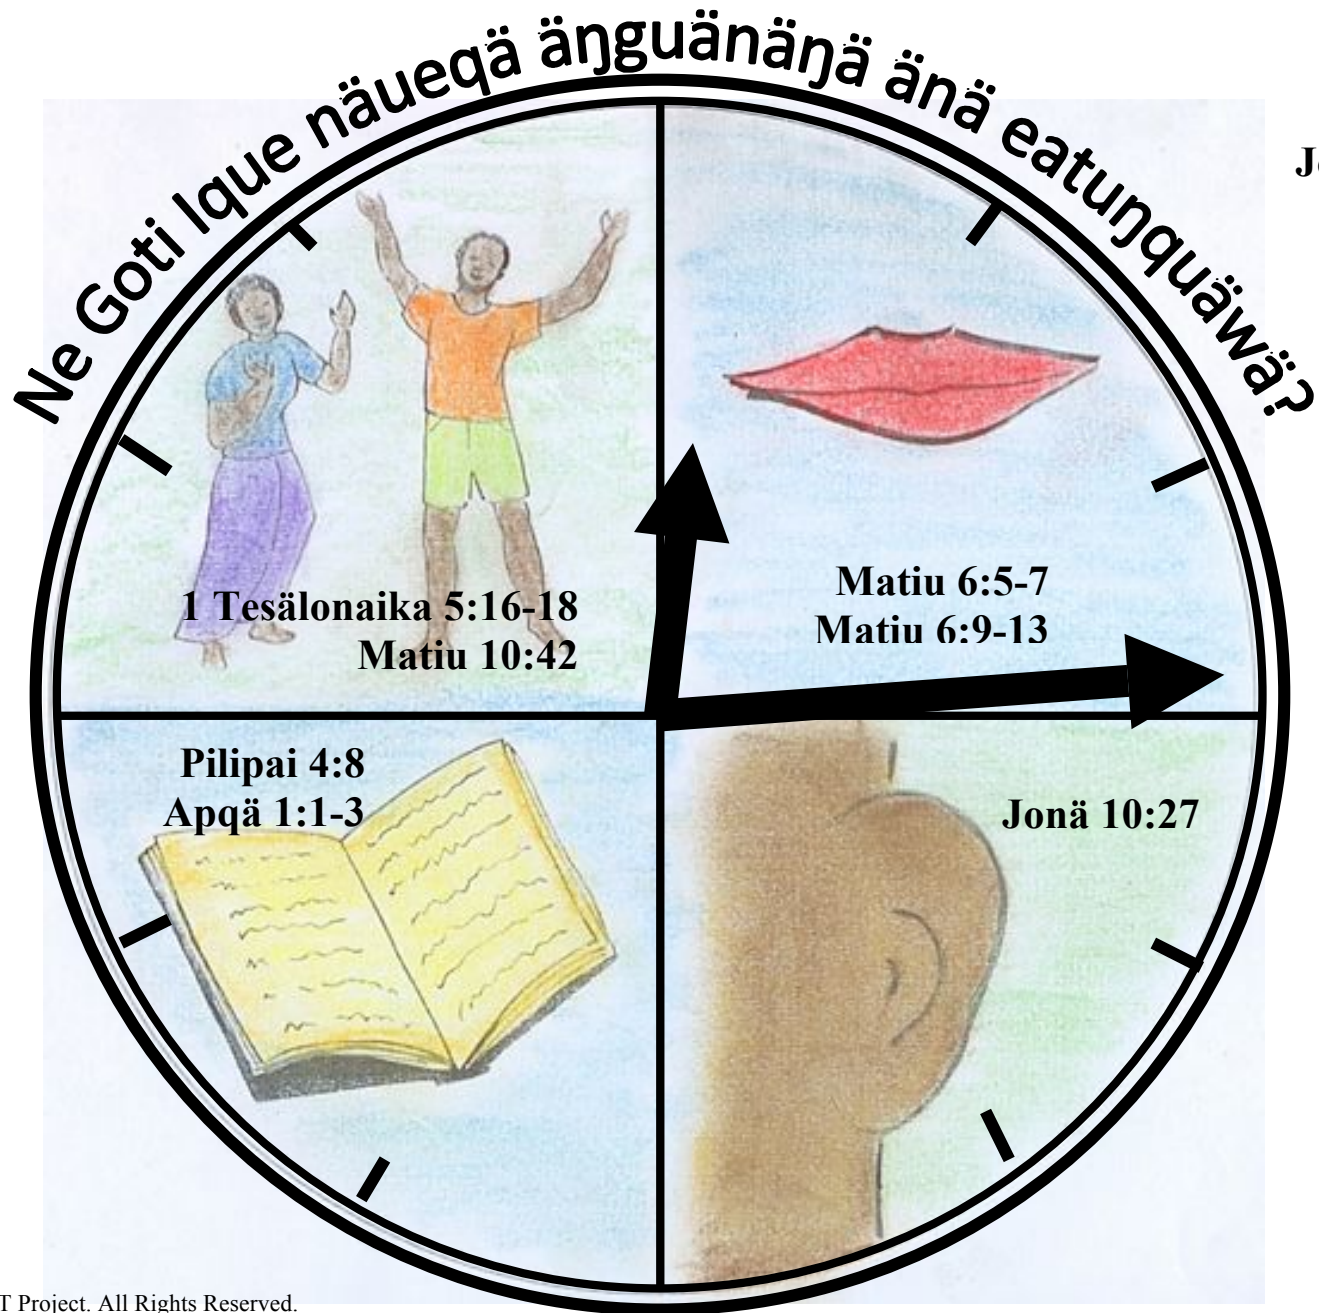 Ne Goti Ique näueqä äŋguänäŋä änä eatuŋquäwä?
1 Tesälonaika 5:16-18
Matiu 10:42
Matiu 6:5-7
Matiu 6:9-13
Pilipai 4:8
Apqä 1:1-3
Jonä 10:27
Project. All Rights Reserved.